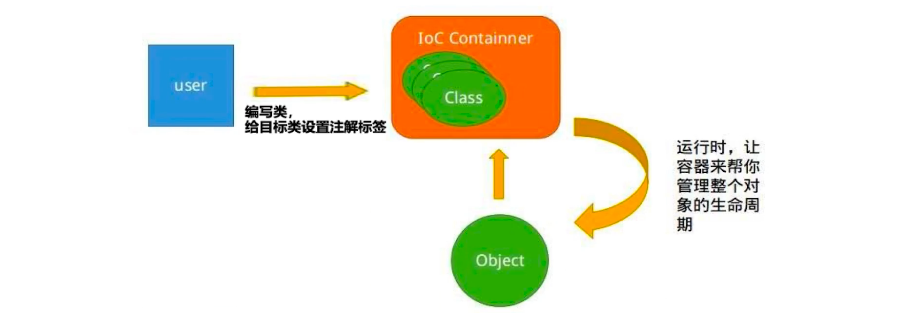 IoC Containner
user
Class
编写类，
给目标类设置注解标签
运行时，让
容器来帮你
管理整个对
象的生命周
期
Object